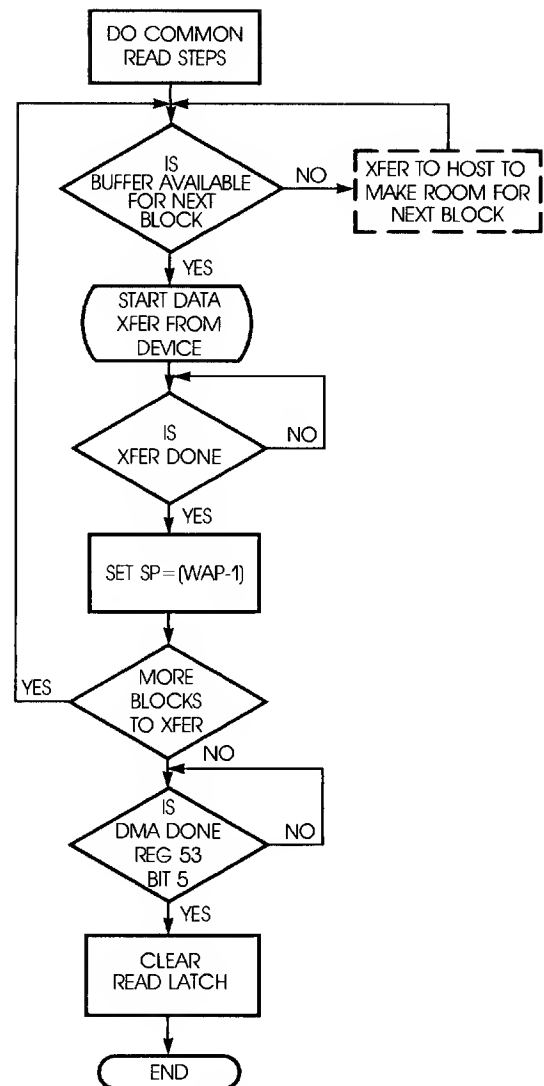 DO COMMON
READ STEPS
IS
BUFFER AVAILABLE
FOR NEXT
BLOCK
NO
XFER TO HOST TO
MAKE ROOM FOR
NEXT BLOCK
YES
START DATA
XFER FROM
DEVICE
IS
XFER DONE
NO
YES
SET SP=(WAP-1)
MORE
BLOCKS
TO XFER
YES
NO
IS
DMA DONE
REG 53
BIT 5
NO
YES
CLEAR
READ LATCH
END